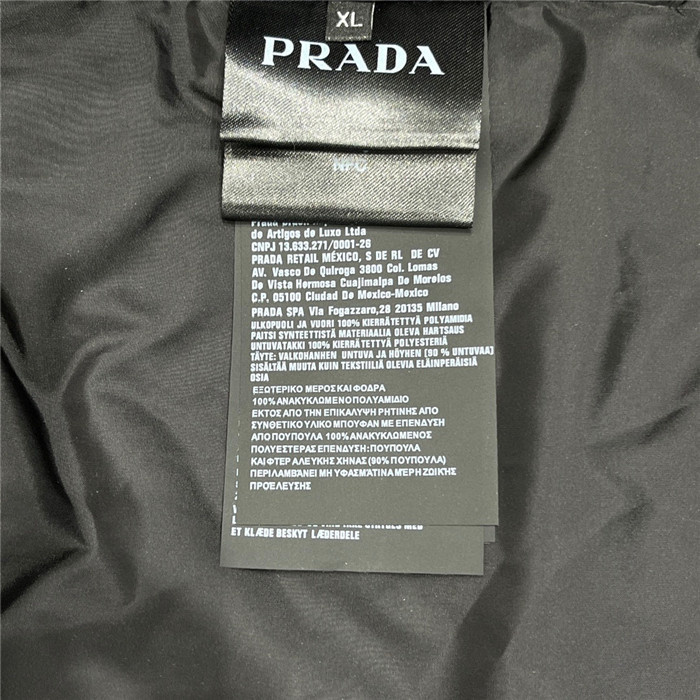 XL
PRADA
NFC
de Artigos de Luxo Ltda
CNPJ 13.633.271/0001-26
PRADA RETAIL MÉXICO, S DE RL DE CV
AV. Vasco De Quiroga 3800 Col. Lomas
De Vista Hermosa Cuajimalpa De Morelos
C.P. 05100 Ciudad De Mexico-Mexico
PRADA SPA Via Fogazzaro,28 20135 Milano
ULKOPUOLI JA VUORI 100% KIERRÄTETTYÄ POLYAMIDIA
PAITSI SYNTEETTISTÄ MATERIAALIA OLEVA HARTSAUS
UNTUVATAKKI 100% KIERRÄTETTYÄ POLYESTERIÄ
TÄYTE: VALKOHANHEN UNTUVA JA HÖYHEN (90 % UNTUVAA)
SISÄLTÄÄ MUUTA KUIN TEKSTIILIÄ OLEVIA ELÄINPERÄISIÄ
OSIA
ΕΞΩΤΕΡΙΚΟ ΜΕΡΟΣ ΚΑΙ ΦΟΔΡΑ
100% ΑΝΑΚΥΚΛΩΜΕΝΟ ΠΟΛΥΑΜΙΔΙΟ
ΕΚΤΟΣ ΑΠΟ ΤΗΝ ΕΠΙΚΑΛΥΨΗ ΡΗΤΙΝΗΣ ΑΠΟ
ΣΥΝΘΕΤΙΚΟ ΥΛΙΚΟ ΜΠΟΥΦΑΝ ΜΕ ΕΠΕΝΔΥΣΗ
ΑΠΟ ΠΟΥΠΟΥΛΑ 100% ΑΝΑΚΥΚΛΩΜΕΝΟΣ
ΠΟΛΥΕΣΤΕΡΑΣ ΕΠΕΝΔΥΣΗ: ΠΟΥΠΟΥΛΑ
ΚΑΙ ΦΤΕΡΑ ΛΕΥΚΗΣ ΧΗΝΑΣ (90% ΠΟΥΠΟΥΛΑ)
ΠΕΡΙΛΑΜΒΑΝΕΙ ΜΗ ΥΦΑΣΜΑΤΙΝΑ ΜΕΡΗ ΖΩΙΚΗΣ
ΠΡΟΈΛΕΥΣΗΣ
ET KLÆDE BESKYT LÆDERDELE